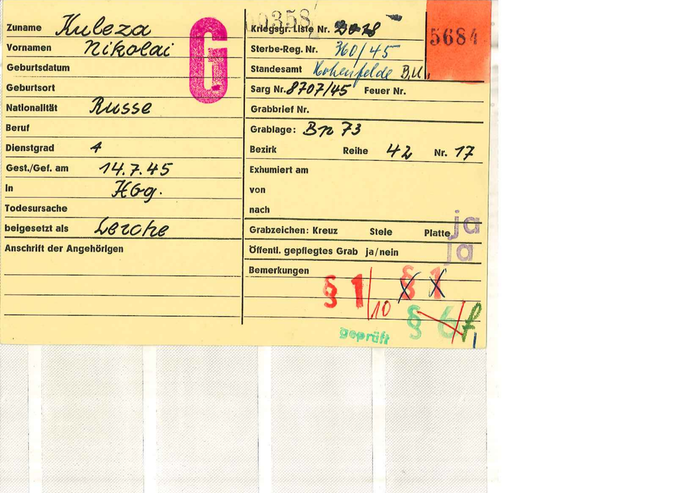 Zuname Kuleza
Vornamen Nikolai
Geburtsdatum
Geburtsort
Nationalität Russe
Beruf
Dienstgrad
Gest./Gef. am 14.7.45
In Hbg.
Todesursache
beigesetzt als Lerche
Anschrift der Angehörigen
G
Kriegsgr. Liste Nr.
5684
Sterbe-Reg. Nr. 360/45
Standesamt Hohenfelde
Sarg Nr. 8707/45 Feuer Nr.
Grabbrief Nr.
Grablage: Bn 73
Bezirk Reihe 42 Nr. 17
Exhumiert am
von
nach
Grabzeichen: Kreuz Stele Platte ja
Öffentl. gepflegtes Grab ja/nein ja
Bemerkungen
§ 1/10 § 1
§ 6
geprüft